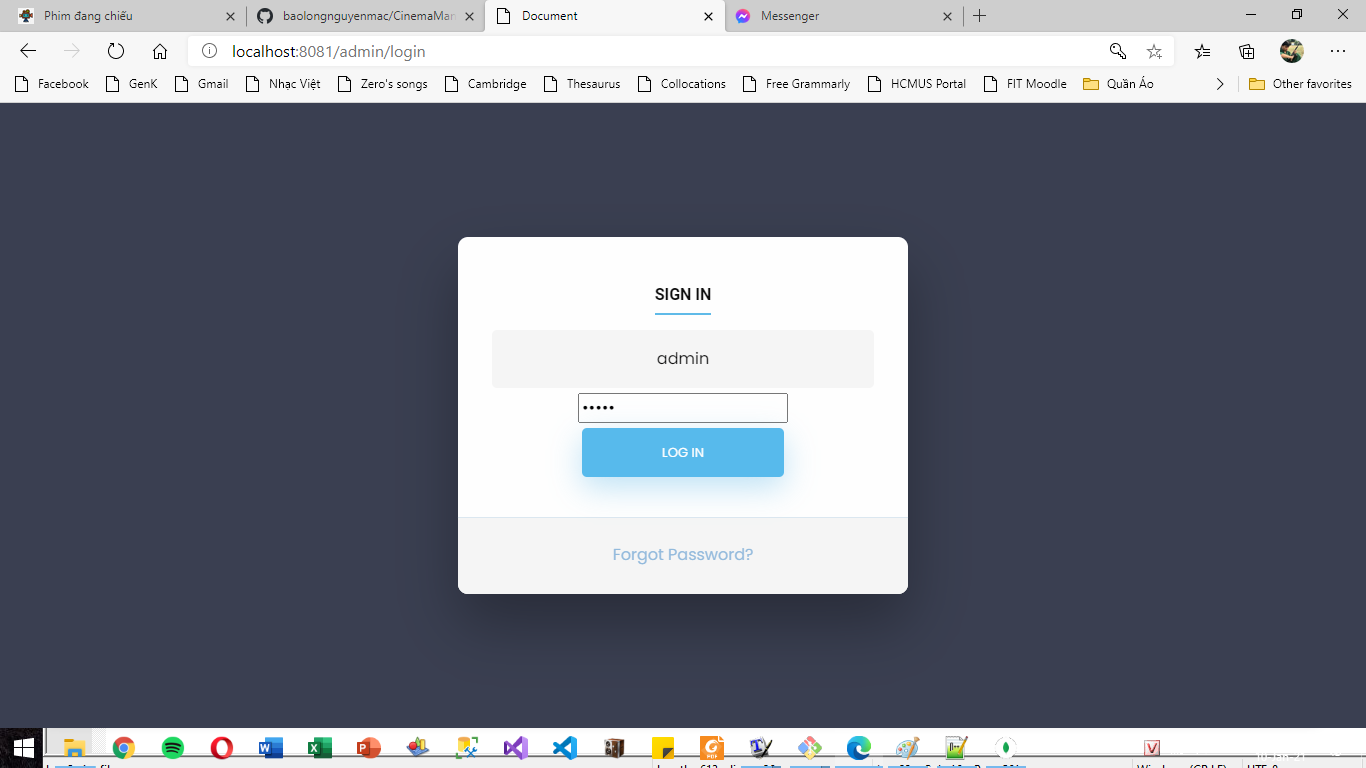 Phim đang chiếu
baolongnguyenmac/CinemaMan
Document
Messenger
localhost:8081/admin/login
Facebook
GenK
Gmail
Nhạc Việt
Zero's songs
Cambridge
Thesaurus
Collocations
Free Grammarly
HCMUS Portal
FIT Moodle
Quần Áo
Other favorites
SIGN IN
admin
•••••
LOG IN
Forgot Password?